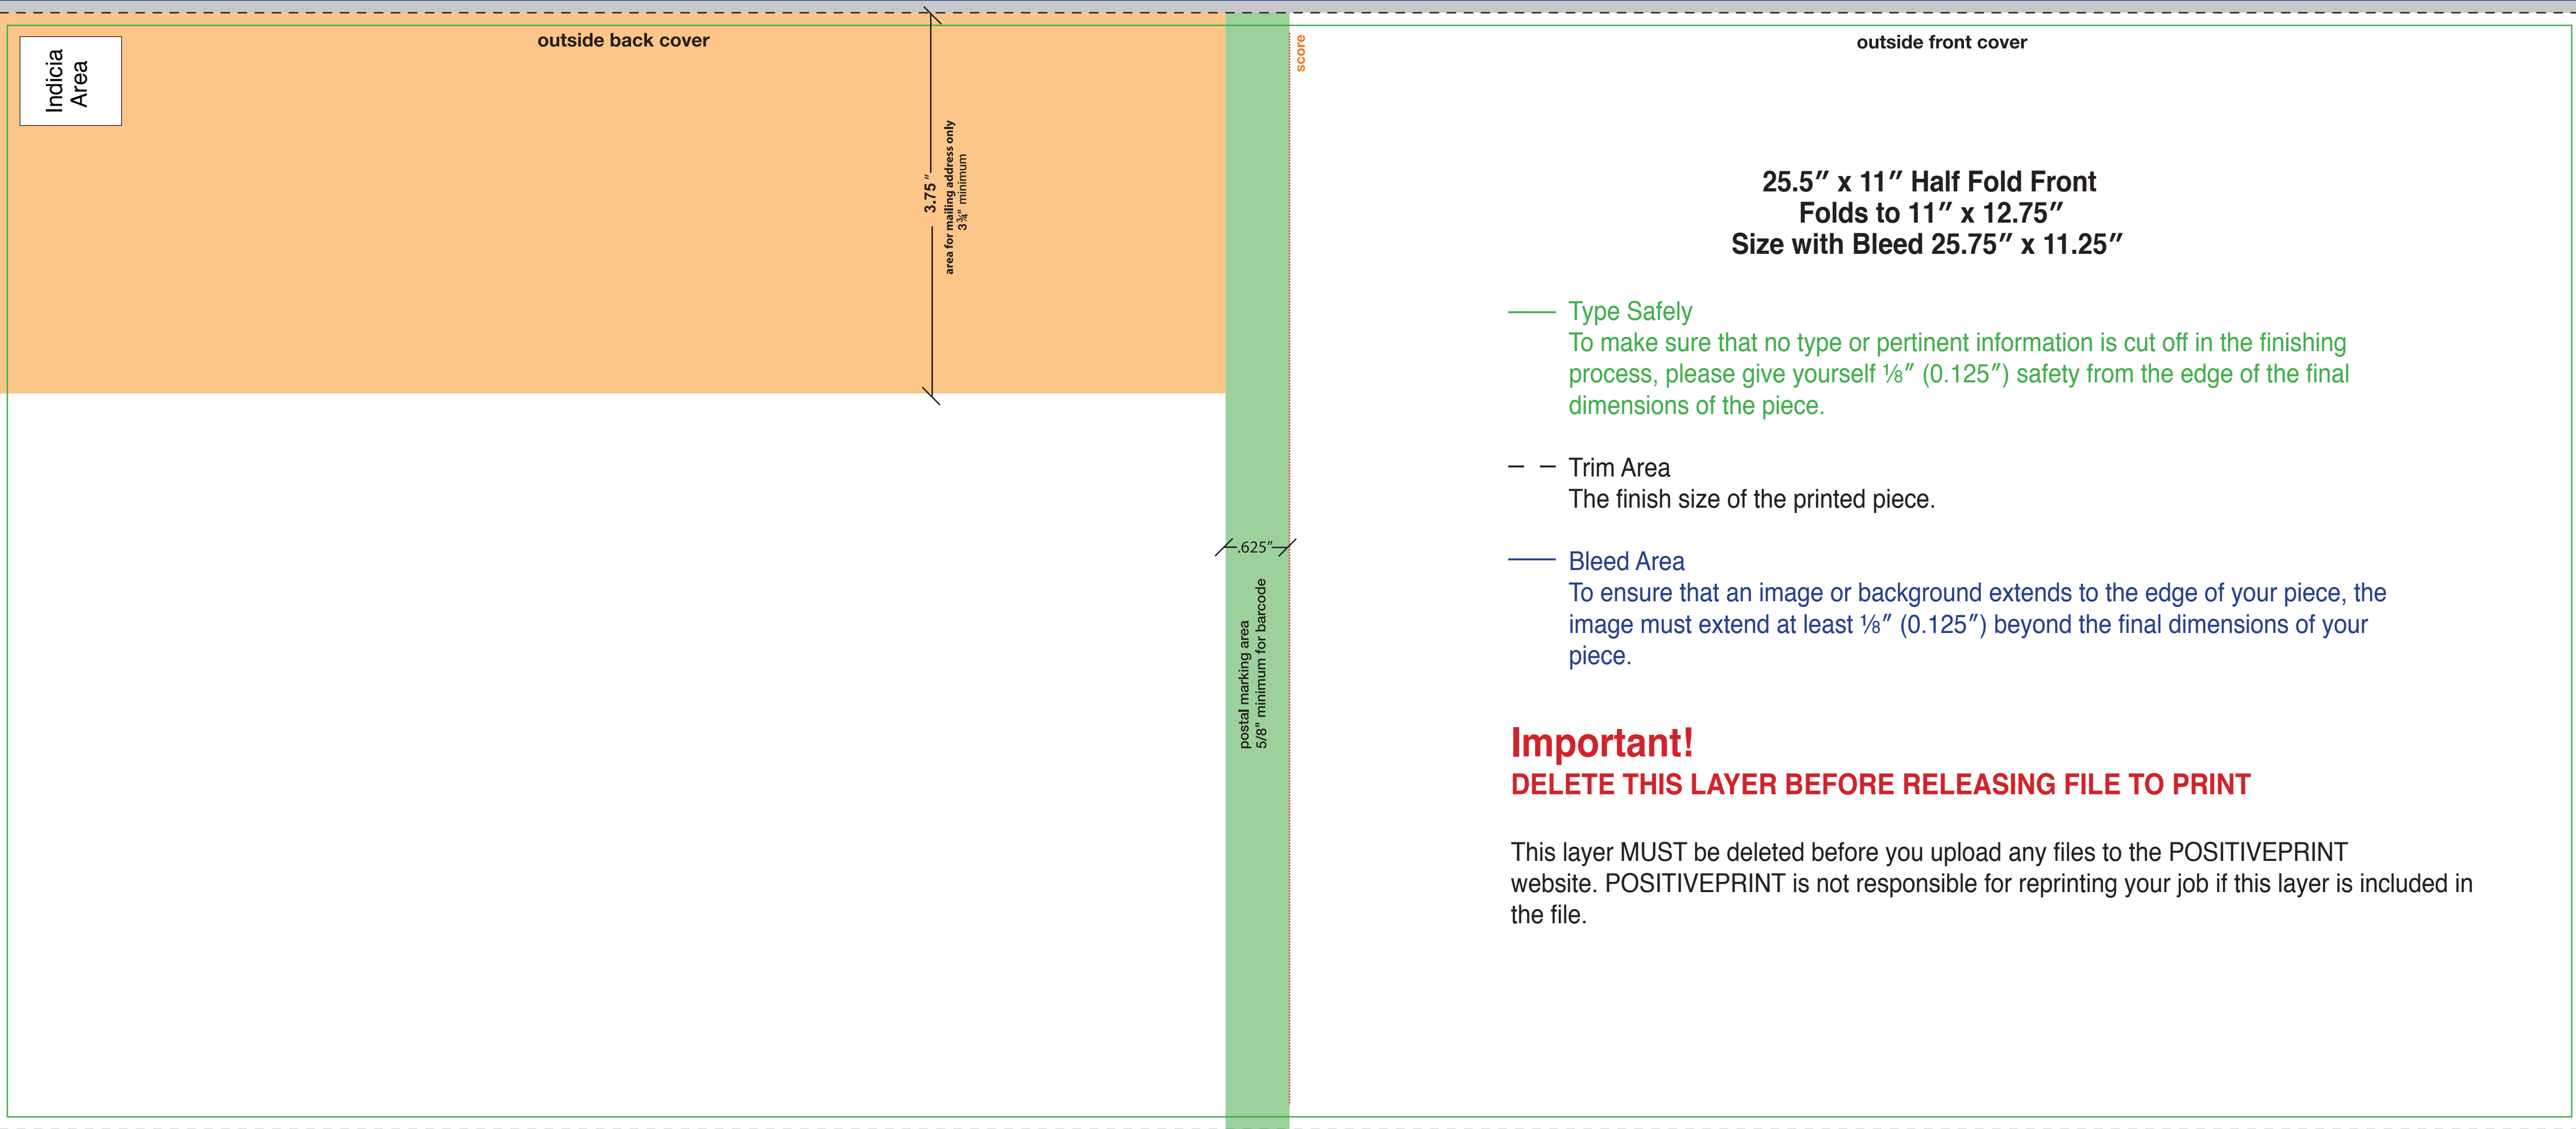 outside back cover
Indicia
Area
3.75″
area for mailing address only
3¾" minimum
score
.625″
postal marking area
5/8" minimum for barcode
outside front cover
25.5″ x 11″ Half Fold Front
Folds to 11″ x 12.75″
Size with Bleed 25.75″ x 11.25″
Type Safely
To make sure that no type or pertinent information is cut off in the finishing
process, please give yourself ⅛″ (0.125″) safety from the edge of the final
dimensions of the piece.
Trim Area
The finish size of the printed piece.
Bleed Area
To ensure that an image or background extends to the edge of your piece, the
image must extend at least ⅛″ (0.125″) beyond the final dimensions of your
piece.
Important!
DELETE THIS LAYER BEFORE RELEASING FILE TO PRINT
This layer MUST be deleted before you upload any files to the POSITIVEPRINT
website. POSITIVEPRINT is not responsible for reprinting your job if this layer is included in
the file.